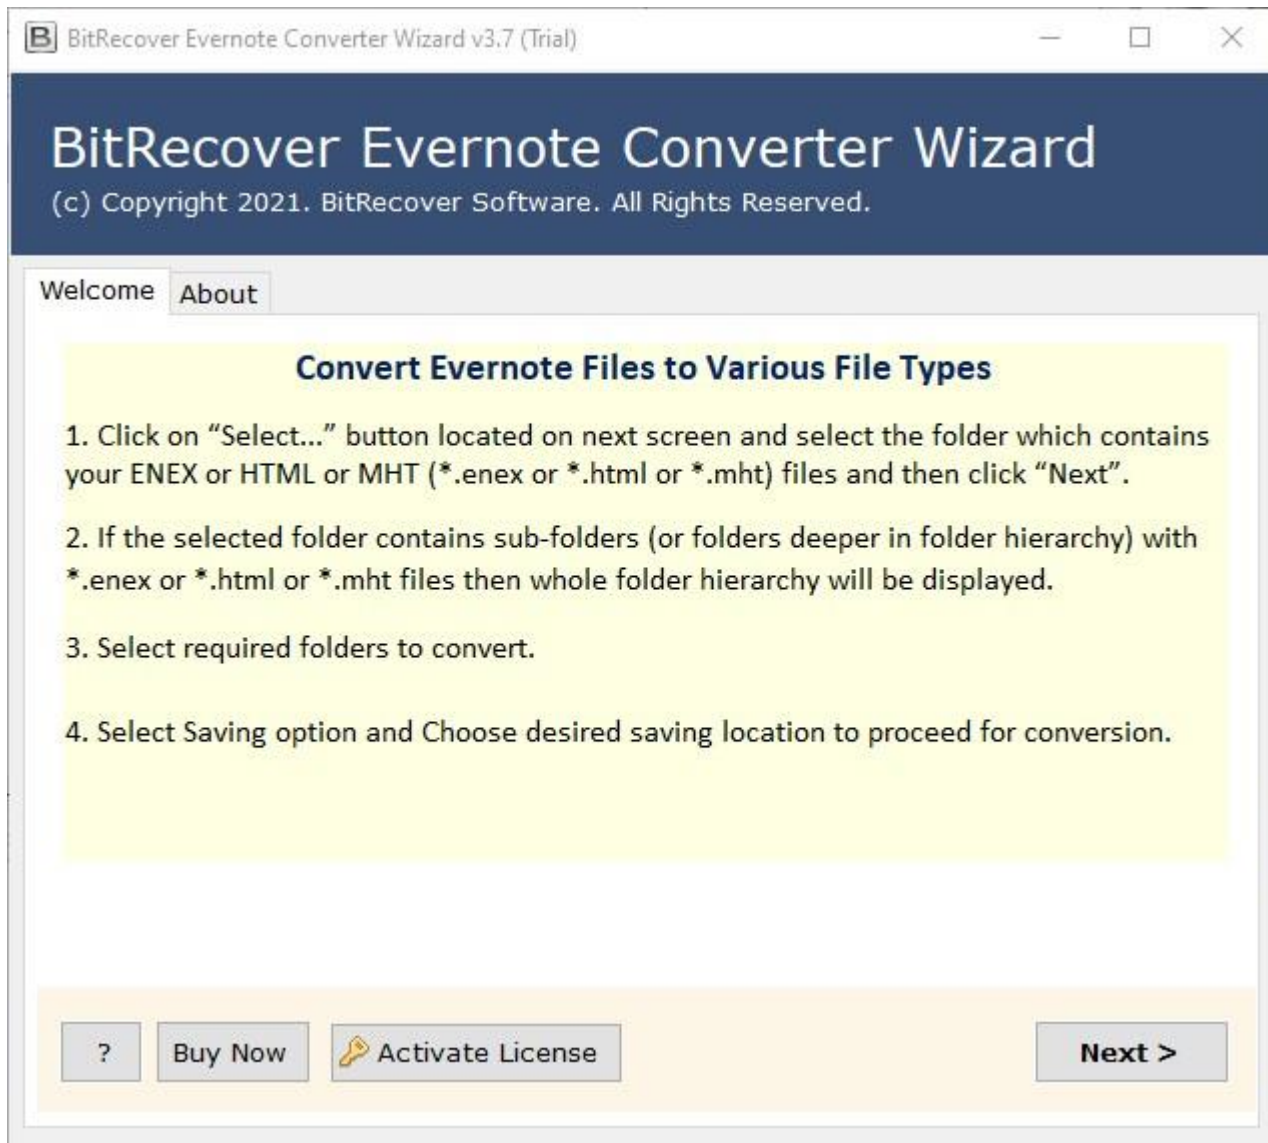 B BitRecover Evernote Converter Wizard v3.7 (Trial)
BitRecover Evernote Converter Wizard
(c) Copyright 2021. BitRecover Software. All Rights Reserved.
Welcome About
Convert Evernote Files to Various File Types
1. Click on “Select...” button located on next screen and select the folder which contains
your ENEX or HTML or MHT (*.enex or *.html or *.mht) files and then click “Next”.
2. If the selected folder contains sub-folders (or folders deeper in folder hierarchy) with
*.enex or *.html or *.mht files then whole folder hierarchy will be displayed.
3. Select required folders to convert.
4. Select Saving option and Choose desired saving location to proceed for conversion.
? Buy Now Activate License Next >